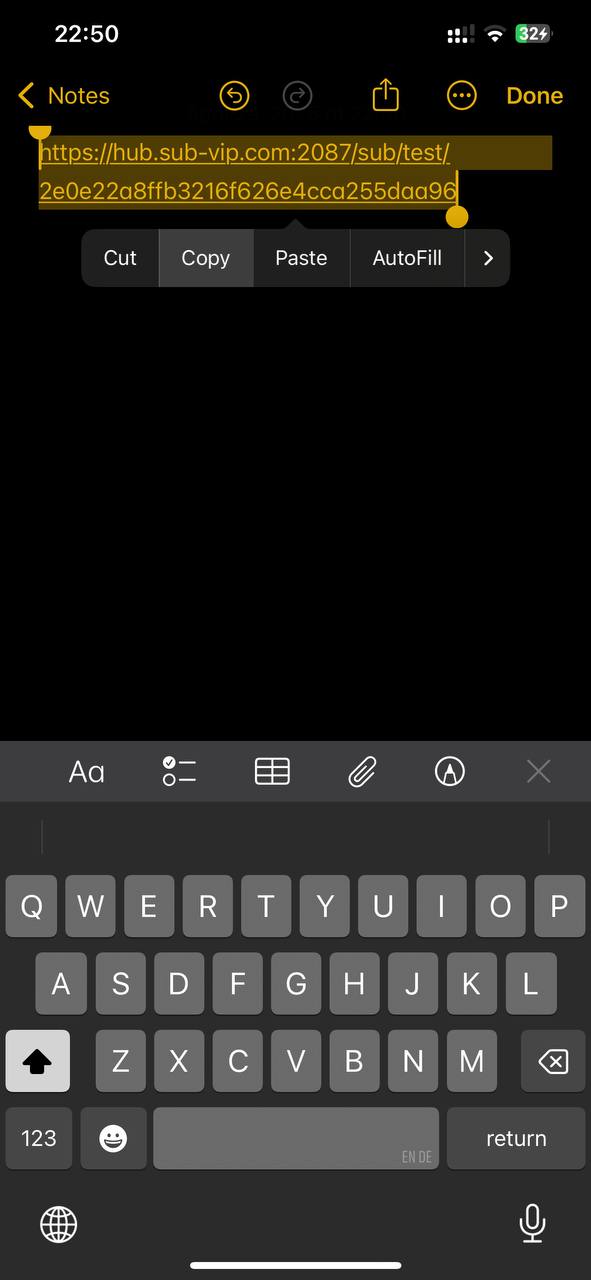 22:50
32
Notes
Done
https://hub.sub-vip.com:2087/sub/test/
2e0e22a8ffb3216f626e4cca255daa96
Cut Copy Paste AutoFill
Aa
Q W E R T Y U I O P
A S D F G H J K L
Z X C V B N M
123
EN DE
return